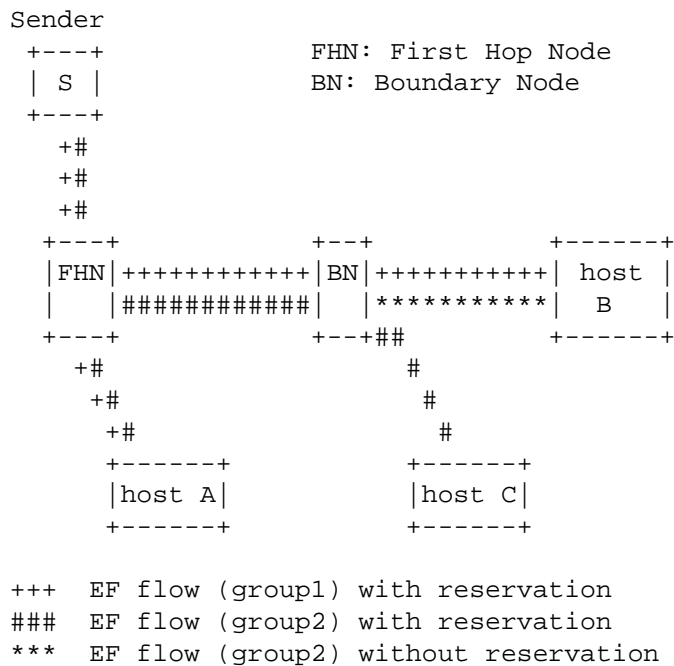 Sender
+---+                FHN: First Hop Node
| S |                BN: Boundary Node
+---+
+#
+#
+#
+---+             +--+            +------+
|FHN|++++++++++++|BN|+++++++++++| host |
|   |############|  |***********|  B   |
+---+             +--+##          +------+
+#                    #
+#                    #
+#                    #
+------+            +------+
|host A|            |host C|
+------+            +------+
+++  EF flow (group1) with reservation
###  EF flow (group2) with reservation
***  EF flow (group2) without reservation